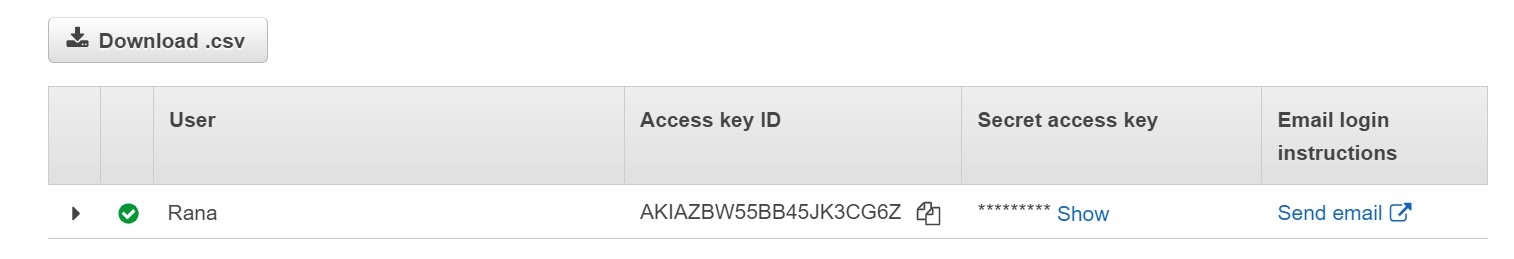 Download .csv
User Access key ID Secret access key Email login
instructions
Rana AKIAZBW55BB45JK3CG6Z ********* Show Send email